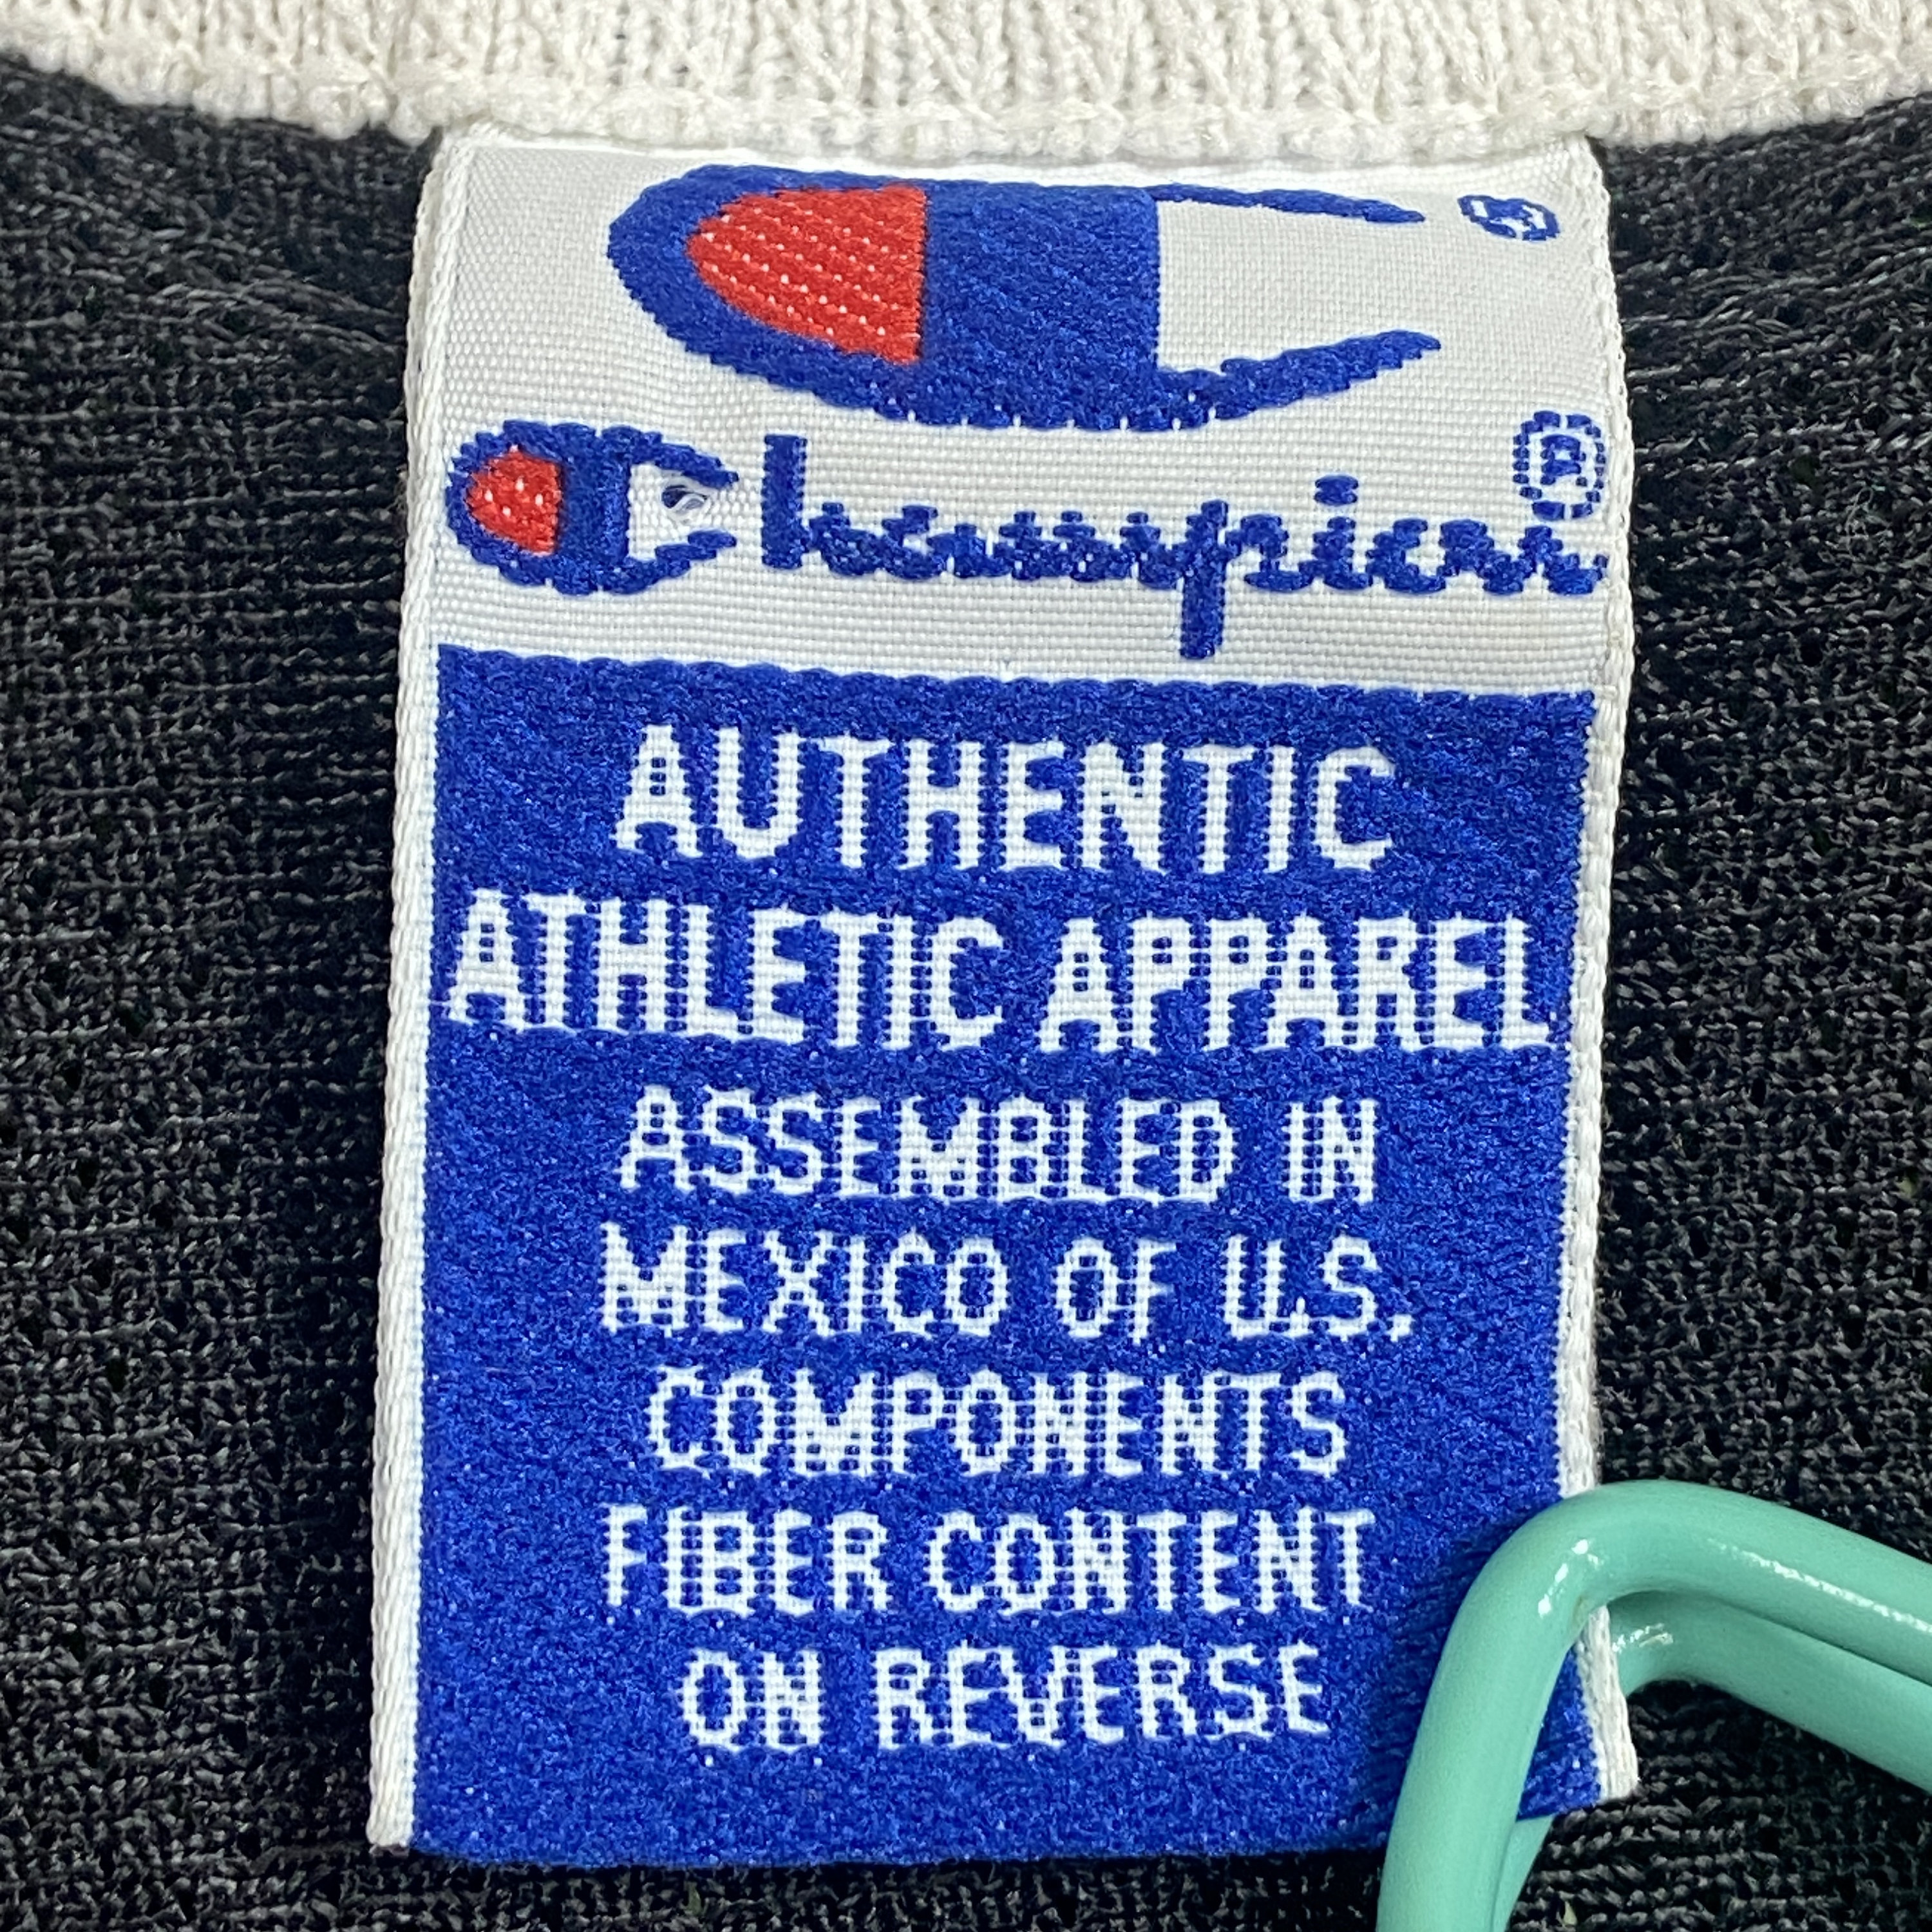 ®
Champion®
AUTHENTIC
ATHLETIC APPAREL
ASSEMBLED IN
MEXICO OF U.S.
COMPONENTS
FIBER CONTENT
ON REVERSE